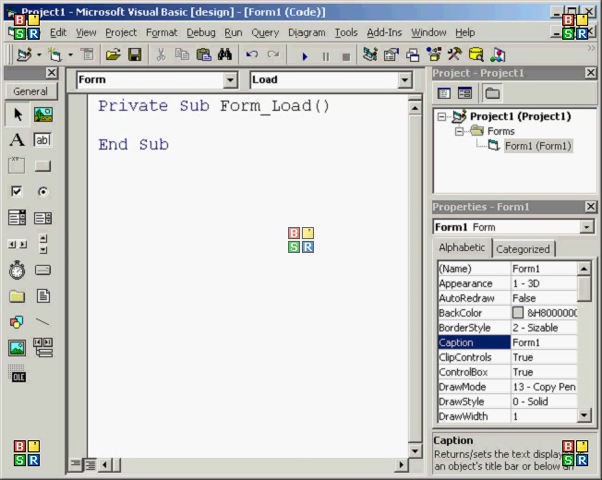 Project1 - Microsoft Visual Basic [design] - [Form1 (Code)]
Edit View Project Format Debug Run Query Diagram Tools Add-Ins Window Help
General
Form
Load
Private Sub Form_Load()
End Sub
A
ab
OLE
Project - Project1
Project1 (Project1)
Forms
Form1 (Form1)
Properties - Form1
Form1 Form
Alphabetic Categorized
(Name) Form1
Appearance 1 - 3D
AutoRedraw False
BackColor &H8000000
BorderStyle 2 - Sizable
Caption Form1
ClipControls True
ControlBox True
DrawMode 13 - Copy Pen
DrawStyle 0 - Solid
DrawWidth 1
Caption
Returns/sets the text display
an object's title bar or below an
B
S R
B
S R
B
S R
B
S R
B
S R